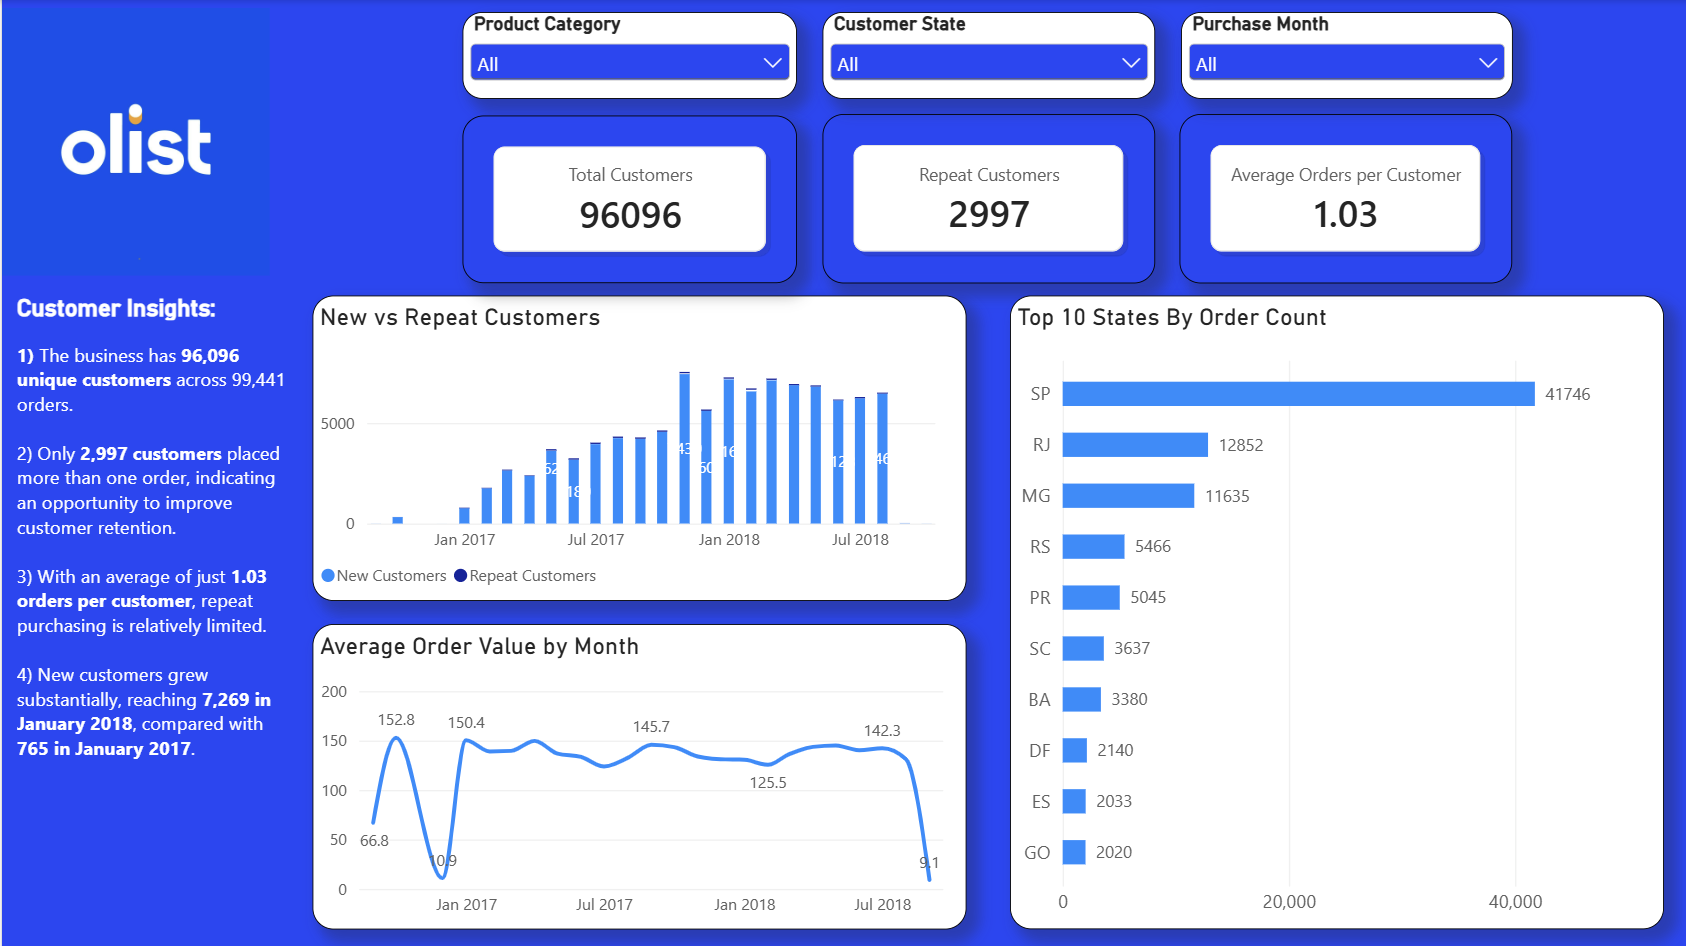 olist
Product Category
All
Customer State
All
Purchase Month
All
Total Customers
96096
Repeat Customers
2997
Average Orders per Customer
1.03
Customer Insights:
1) The business has 96,096
unique customers across 99,441
orders.
2) Only 2,997 customers placed
more than one order, indicating
an opportunity to improve
customer retention.
3) With an average of just 1.03
orders per customer, repeat
purchasing is relatively limited.
4) New customers grew
substantially, reaching 7,269 in
January 2018, compared with
765 in January 2017.
New vs Repeat Customers
5000
0
Jan 2017 Jul 2017 Jan 2018 Jul 2018
New Customers Repeat Customers
Average Order Value by Month
200
150
100
50
0
66.8
152.8
10.9
150.4
145.7
125.5
142.3
9.1
Jan 2017 Jul 2017 Jan 2018 Jul 2018
Top 10 States By Order Count
SP 41746
RJ 12852
MG 11635
RS 5466
PR 5045
SC 3637
BA 3380
DF 2140
ES 2033
GO 2020
0 20,000 40,000